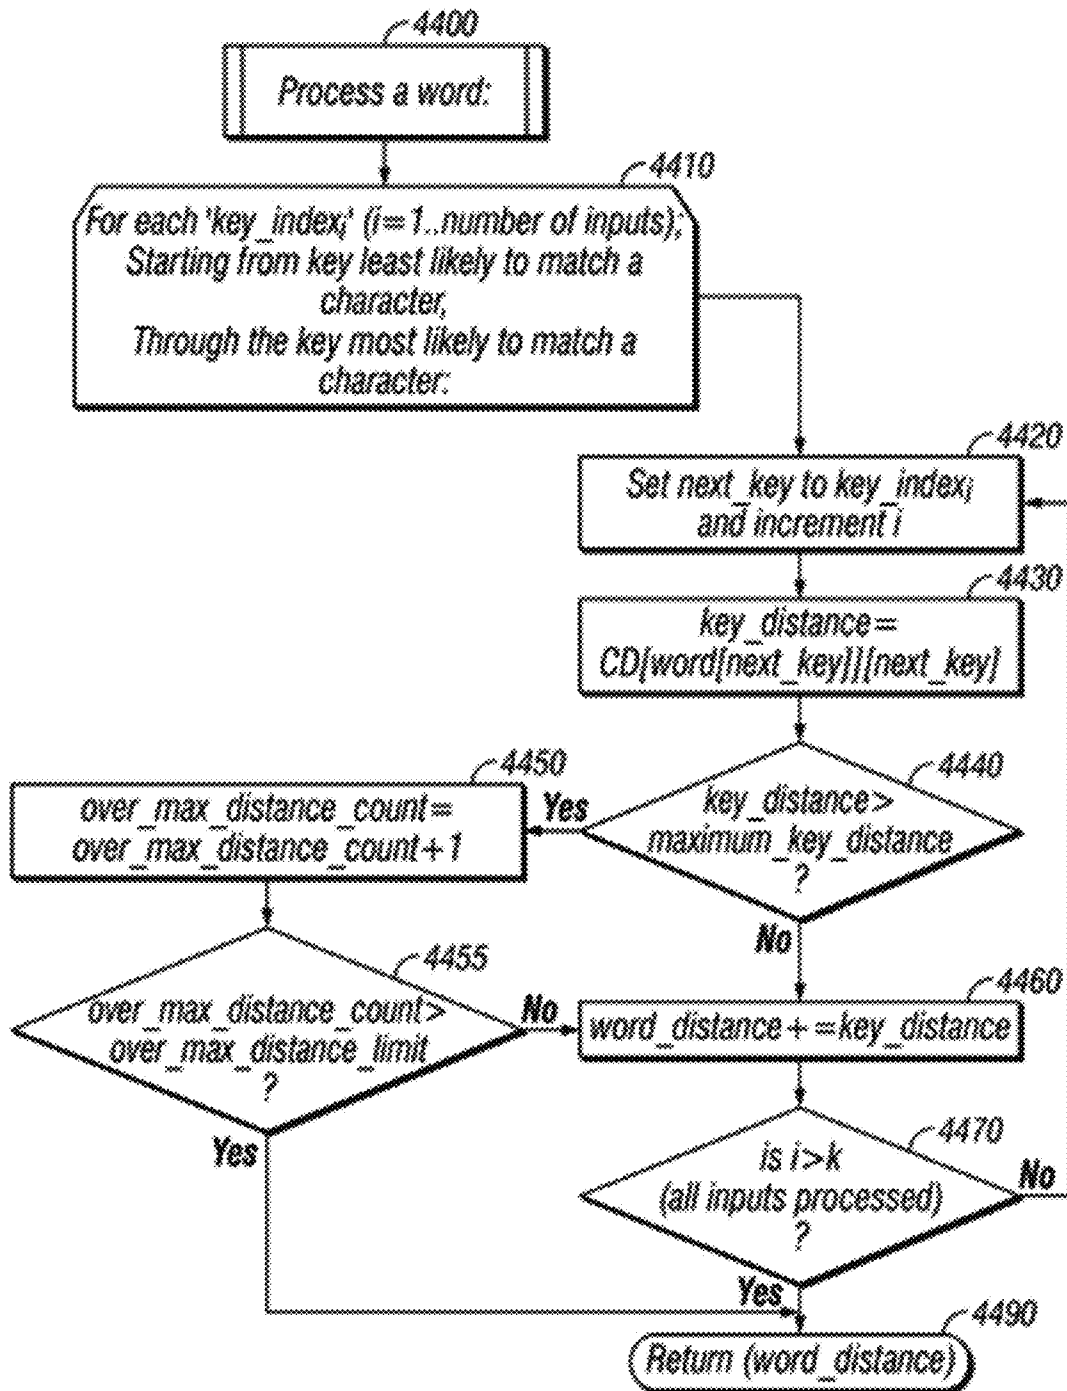 4400
Process a word:
4410
For each 'key_indexᵢ' (i=1..number of inputs);
Starting from key least likely to match a
character,
Through the key most likely to match a
character:
4420
Set next_key to key_indexᵢ
and increment i
4430
key_distance=
CD[word[next_key]][next_key]
4440
key_distance>
maximum_key_distance
?
Yes
No
4450
over_max_distance_count=
over_max_distance_count+1
4455
over_max_distance_count>
over_max_distance_limit
?
No
Yes
4460
word_distance+=key_distance
4470
is i>k
(all inputs processed)
?
No
Yes
4490
Return (word_distance)